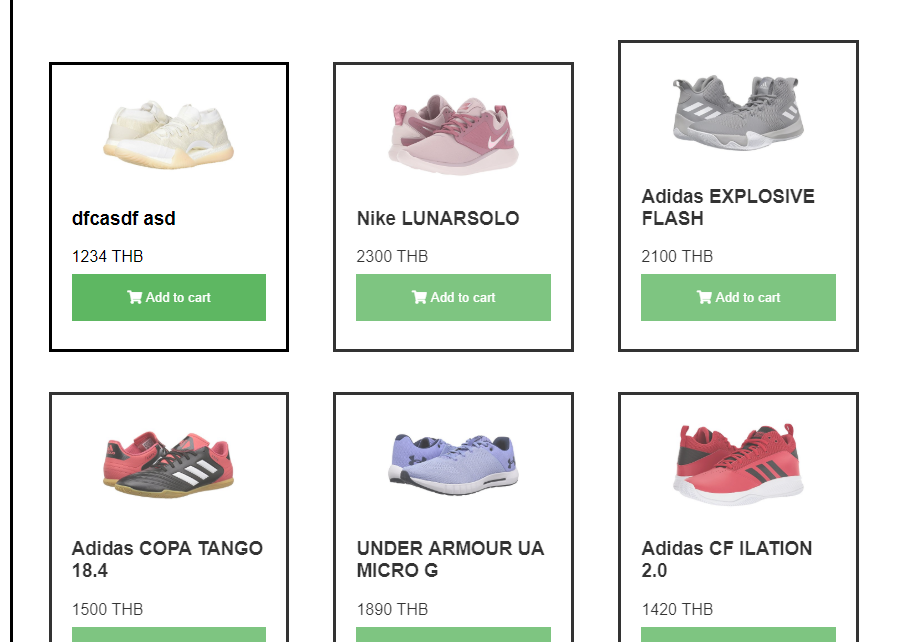 dfcasdf asd
1234 THB
Add to cart
Nike LUNARSOLO
2300 THB
Add to cart
Adidas EXPLOSIVE
FLASH
2100 THB
Add to cart
Adidas COPA TANGO
18.4
1500 THB
UNDER ARMOUR UA
MICRO G
1890 THB
Adidas CF ILATION
2.0
1420 THB